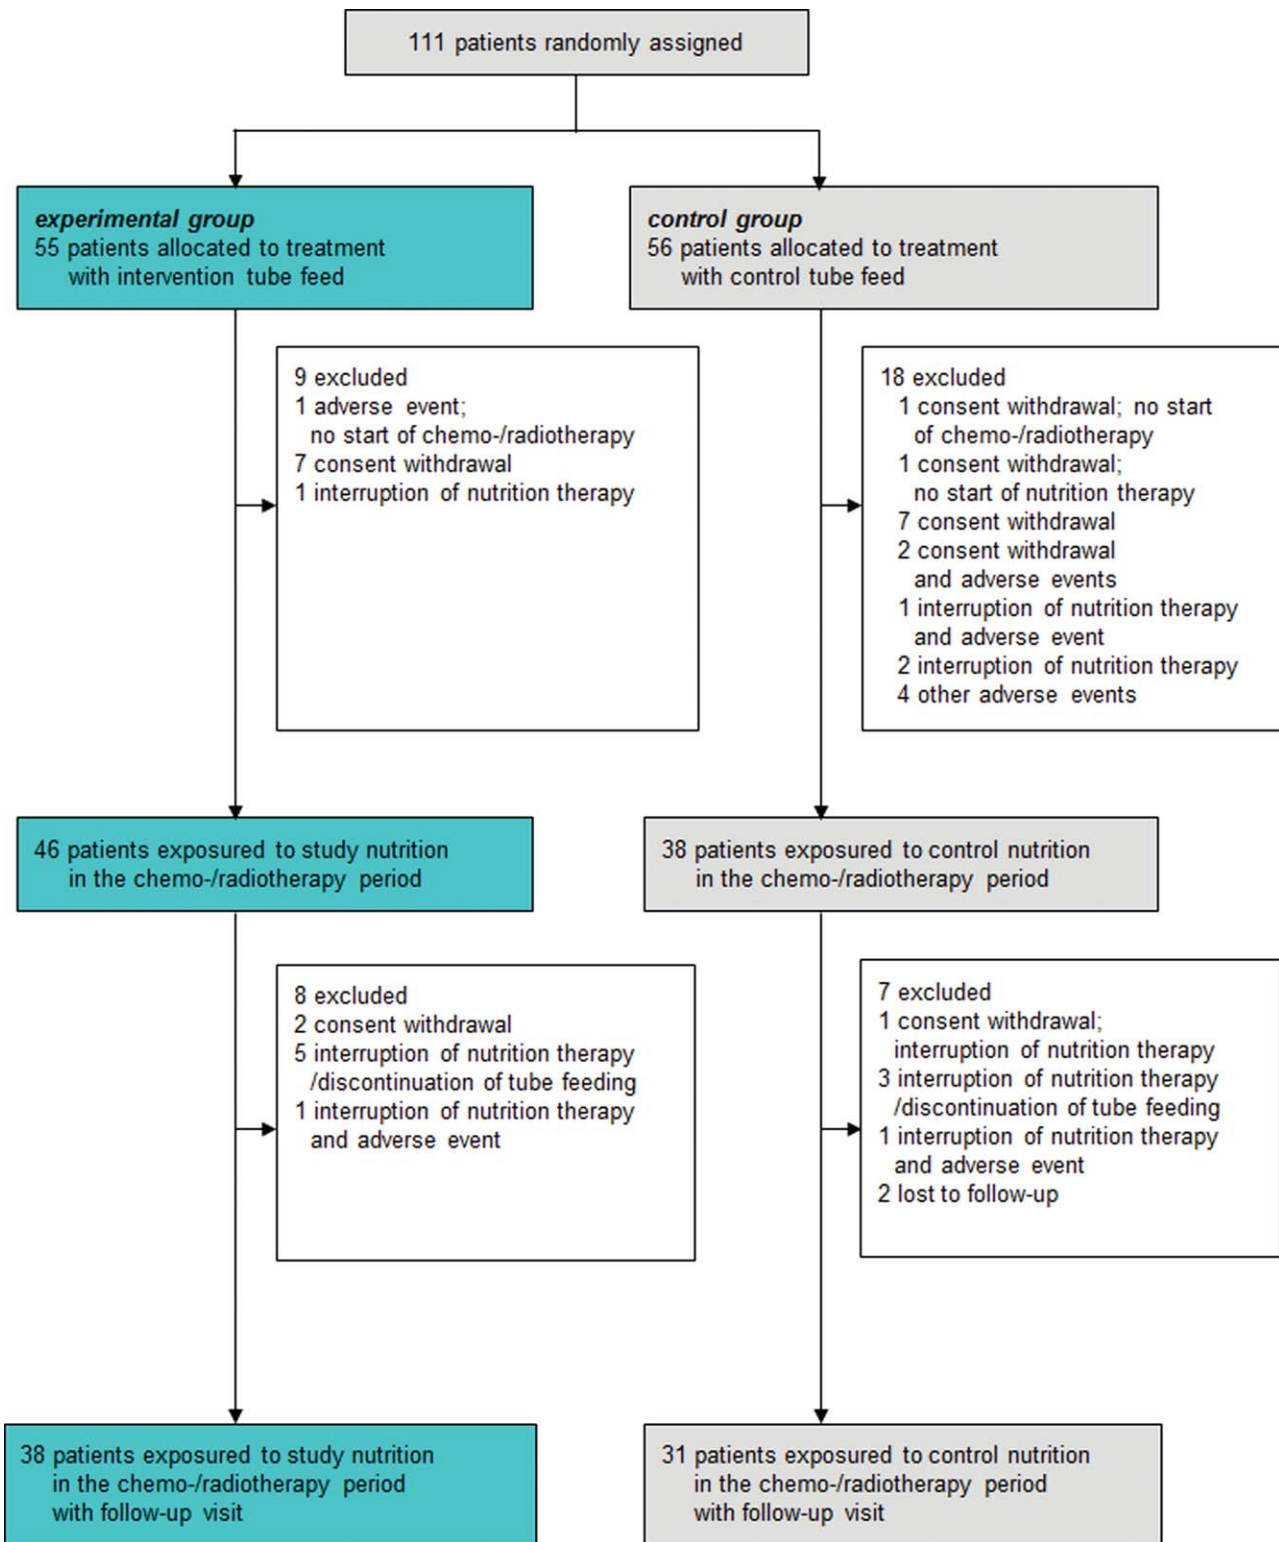 111 patients randomly assigned
experimental group
55 patients allocated to treatment
with intervention tube feed
control group
56 patients allocated to treatment
with control tube feed
9 excluded
1 adverse event;
no start of chemo-/radiotherapy
7 consent withdrawal
1 interruption of nutrition therapy
18 excluded
1 consent withdrawal; no start
of chemo-/radiotherapy
1 consent withdrawal;
no start of nutrition therapy
7 consent withdrawal
2 consent withdrawal
and adverse events
1 interruption of nutrition therapy
and adverse event
2 interruption of nutrition therapy
4 other adverse events
46 patients exposured to study nutrition
in the chemo-/radiotherapy period
38 patients exposured to control nutrition
in the chemo-/radiotherapy period
8 excluded
2 consent withdrawal
5 interruption of nutrition therapy
/discontinuation of tube feeding
1 interruption of nutrition therapy
and adverse event
7 excluded
1 consent withdrawal;
interruption of nutrition therapy
3 interruption of nutrition therapy
/discontinuation of tube feeding
1 interruption of nutrition therapy
and adverse event
2 lost to follow-up
38 patients exposured to study nutrition
in the chemo-/radiotherapy period
with follow-up visit
31 patients exposured to control nutrition
in the chemo-/radiotherapy period
with follow-up visit